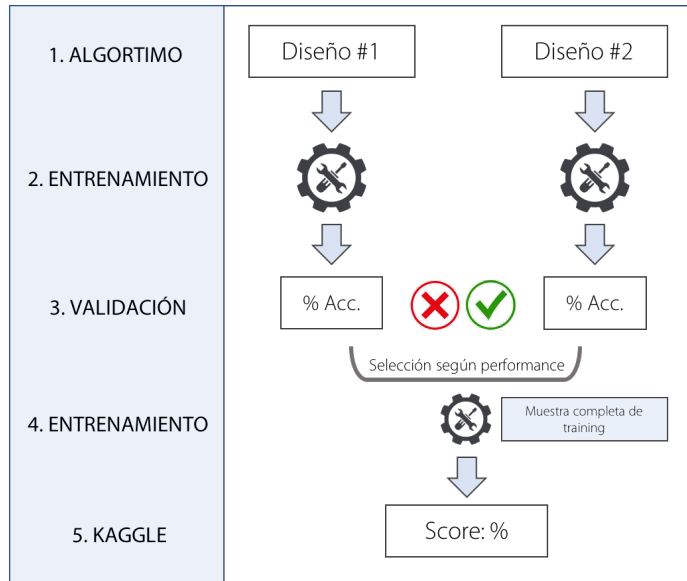 1. ALGORTIMO
Diseño #1
Diseño #2
2. ENTRENAMIENTO
3. VALIDACIÓN
% Acc.
% Acc.
Selección según performance
4. ENTRENAMIENTO
Muestra completa de
training
5. KAGGLE
Score: %